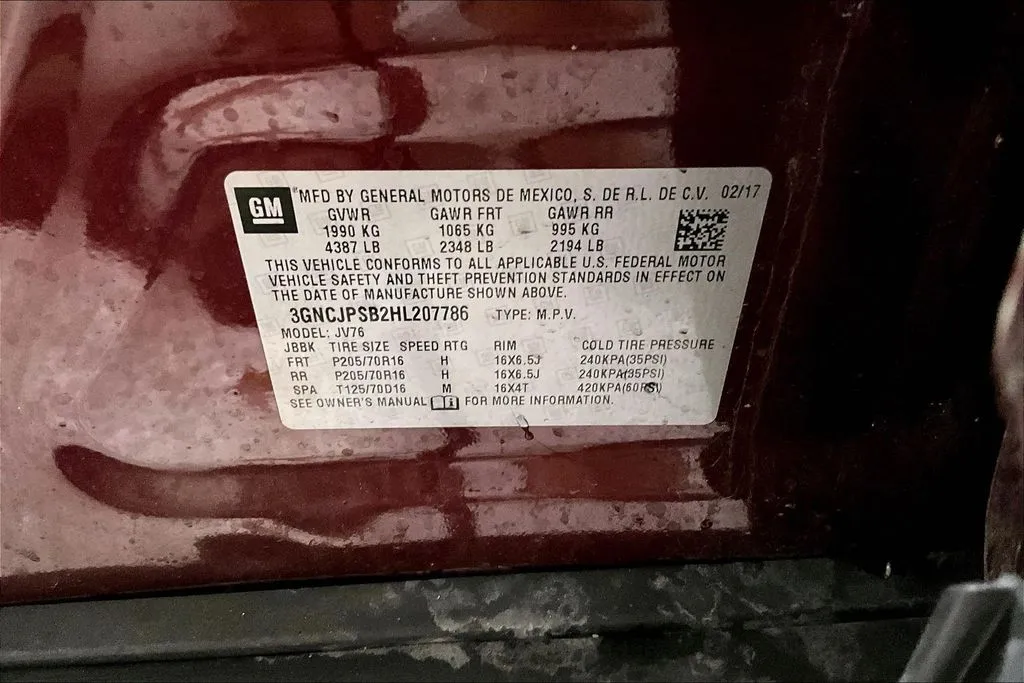 GM
MFD BY GENERAL MOTORS DE MEXICO, S. DE R.L. DE C.V. 02/17
GVWR GAWR FRT GAWR RR
1990 KG 1065 KG 995 KG
4387 LB 2348 LB 2194 LB
THIS VEHICLE CONFORMS TO ALL APPLICABLE U.S. FEDERAL MOTOR
VEHICLE SAFETY AND THEFT PREVENTION STANDARDS IN EFFECT ON
THE DATE OF MANUFACTURE SHOWN ABOVE.
3GNCJPSB2HL207786 TYPE: M.P.V.
MODEL: JV76
JBBK TIRE SIZE SPEED RTG RIM COLD TIRE PRESSURE
FRT P205/70R16 H 16X6.5J 240KPA(35PSI)
RR P205/70R16 H 16X6.5J 240KPA(35PSI)
SPA T125/70D16 M 16X4T 420KPA(60PSI)
SEE OWNER'S MANUAL FOR MORE INFORMATION.